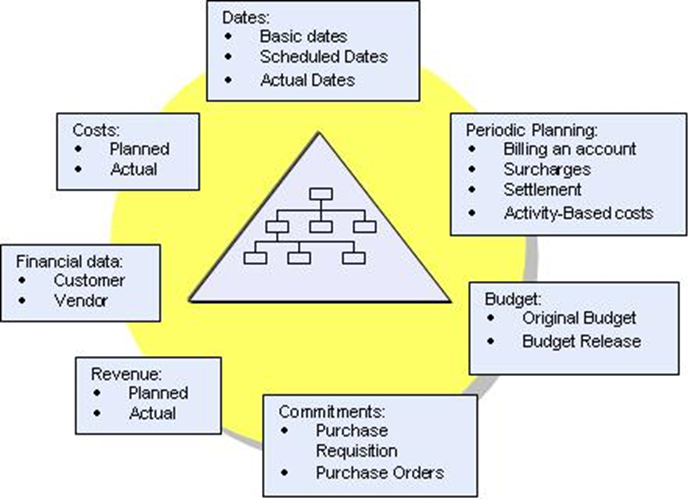 Dates:
• Basic dates
• Scheduled Dates
• Actual Dates
Costs:
• Planned
• Actual
Periodic Planning:
• Billing an account
• Surcharges
• Settlement
• Activity-Based costs
Financial data:
• Customer
• Vendor
Budget:
• Original Budget
• Budget Release
Revenue:
• Planned
• Actual
Commitments:
• Purchase
Requisition
• Purchase Orders